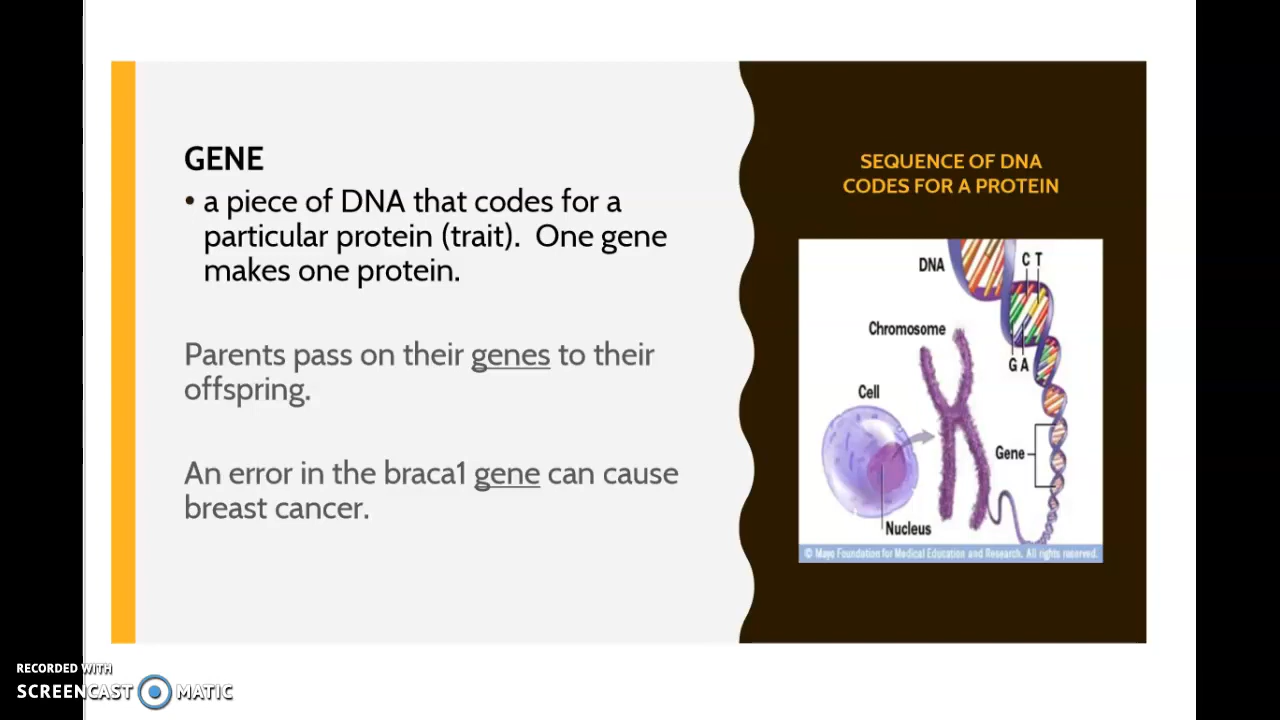 GENE
• a piece of DNA that codes for a
particular protein (trait). One gene
makes one protein.
Parents pass on their genes to their
offspring.
An error in the braca1 gene can cause
breast cancer.
SEQUENCE OF DNA
CODES FOR A PROTEIN
DNA
C T
Chromosome
G A
Cell
Gene
Nucleus
© Mayo Foundation for Medical Education and Research. All rights reserved.
RECORDED WITH
SCREENCAST MATIC